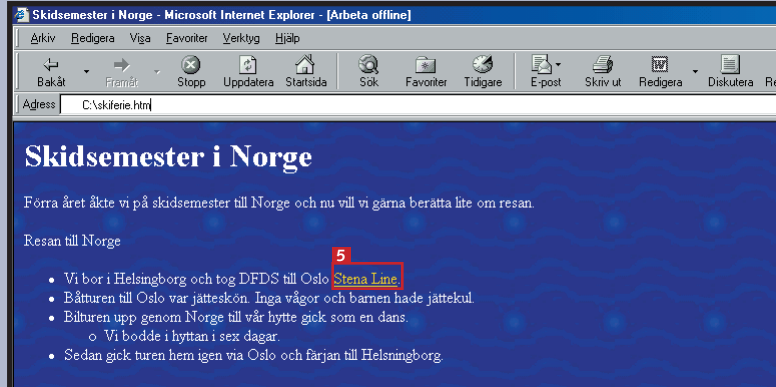 Skidsemester i Norge - Microsoft Internet Explorer - [Arbeta offline]
Arkiv Redigera Visa Favoriter Verktyg Hjälp
Bakåt Framåt Stopp Uppdatera Startsida Sök Favoriter Tidigare E-post Skriv ut Redigera Diskutera
Adress C:\skiferie.htm
Skidsemester i Norge
Förra året åkte vi på skidsemester till Norge och nu vill vi gärna berätta lite om resan.
Resan till Norge
5
• Vi bor i Helsingborg och tog DFDS till Oslo Stena Line.
• Båtturen till Oslo var jätteskön. Inga vågor och barnen hade jättekul.
• Bilturen upp genom Norge till vår hytte gick som en dans.
o Vi bodde i hyttan i sex dagar.
• Sedan gick turen hem igen via Oslo och färjan till Helsningborg.